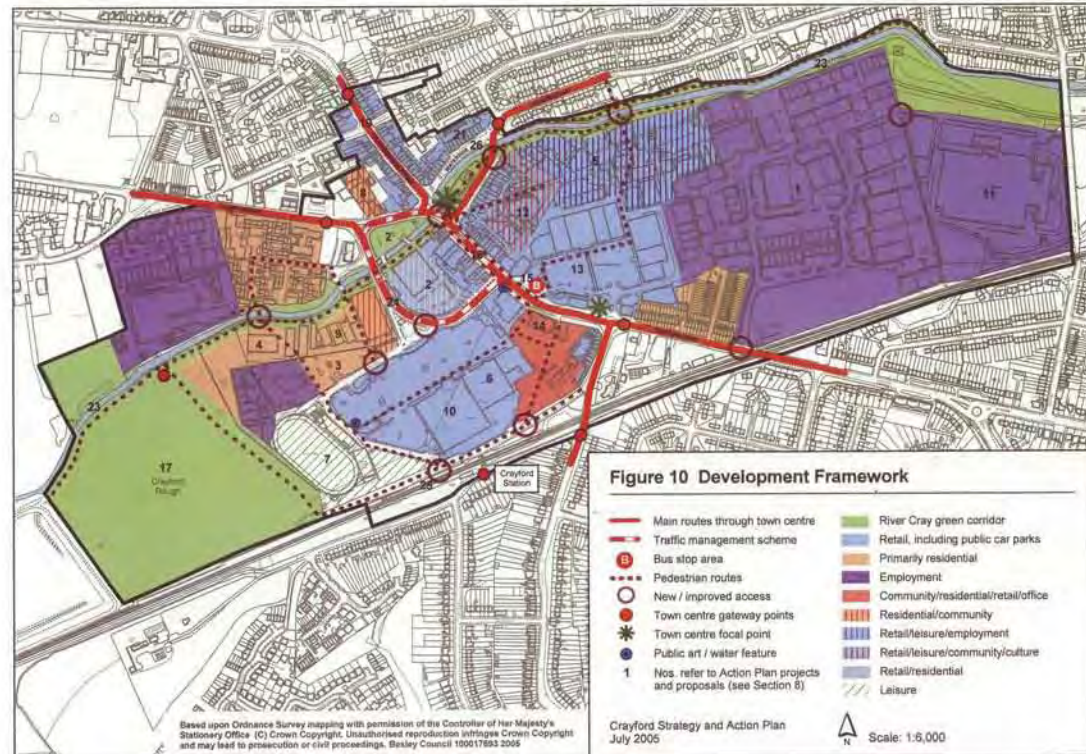 23
21
26
8
5
1
11
12
2
2
15
B
13
14
9
4
3
6
10
7
23
17
Crayford
Rough
Crayford
Station
Figure 10 Development Framework
Main routes through town centre
Traffic management scheme
B
Bus stop area
Pedestrian routes
New / improved access
Town centre gateway points
Town centre focal point
Public art / water feature
1
Nos. refer to Action Plan projects
and proposals (see Section 8)
River Cray green corridor
Retail, including public car parks
Primarily residential
Employment
Community/residential/retail/office
Residential/community
Retail/leisure/employment
Retail/leisure/community/culture
Retail/residential
Leisure
Crayford Strategy and Action Plan
July 2005
N
Scale: 1:6,000
Based upon Ordnance Survey mapping with permission of the Controller of Her Majesty's
Stationery Office (C) Crown Copyright. Unauthorised reproduction infringes Crown Copyright
and may lead to prosecution or civil proceedings. Bexley Council 100017693 2005